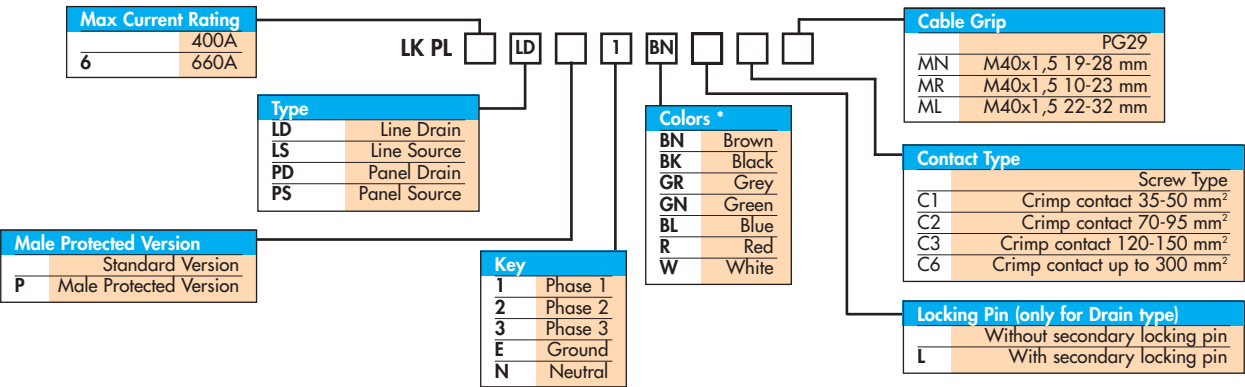 Max Current Rating
400A
6 660A
LK PL LD 1 BN
Cable Grip
PG29
MN M40x1,5 19-28 mm
MR M40x1,5 10-23 mm
ML M40x1,5 22-32 mm
Type
LD Line Drain
LS Line Source
PD Panel Drain
PS Panel Source
Colors *
BN Brown
BK Black
GR Grey
GN Green
BL Blue
R Red
W White
Contact Type
Screw Type
C1 Crimp contact 35-50 mm²
C2 Crimp contact 70-95 mm²
C3 Crimp contact 120-150 mm²
C6 Crimp contact up to 300 mm²
Male Protected Version
Standard Version
P Male Protected Version
Key
1 Phase 1
2 Phase 2
3 Phase 3
E Ground
N Neutral
Locking Pin (only for Drain type)
Without secondary locking pin
L With secondary locking pin